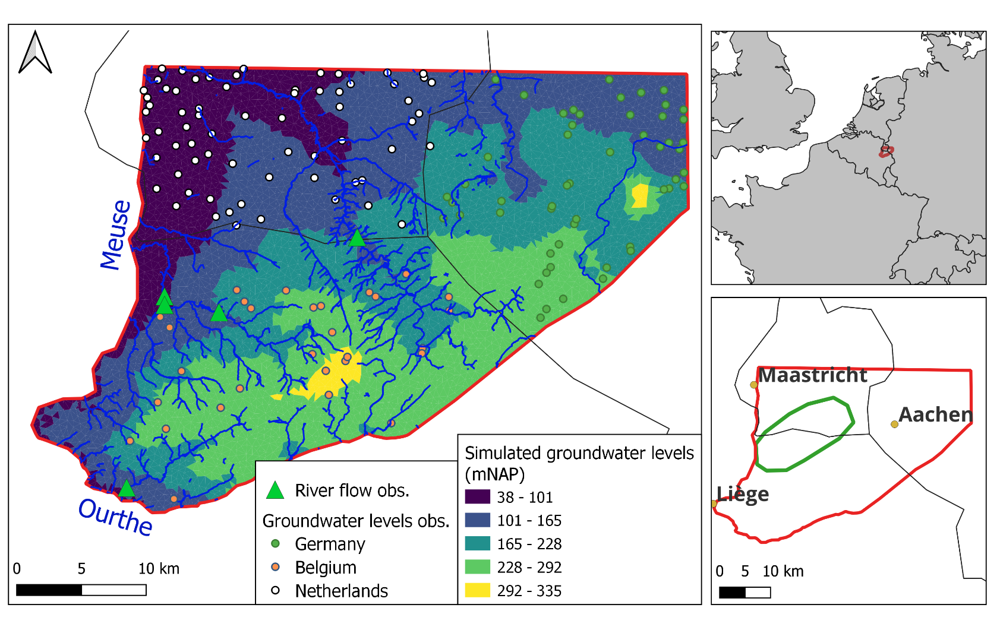 Meuse
Ourthe
0 5 10 km
River flow obs.
Groundwater levels obs.
Germany
Belgium
Netherlands
Simulated groundwater levels
(mNAP)
38 - 101
101 - 165
165 - 228
228 - 292
292 - 335
Maastricht
Aachen
Liège
0 5 10 km